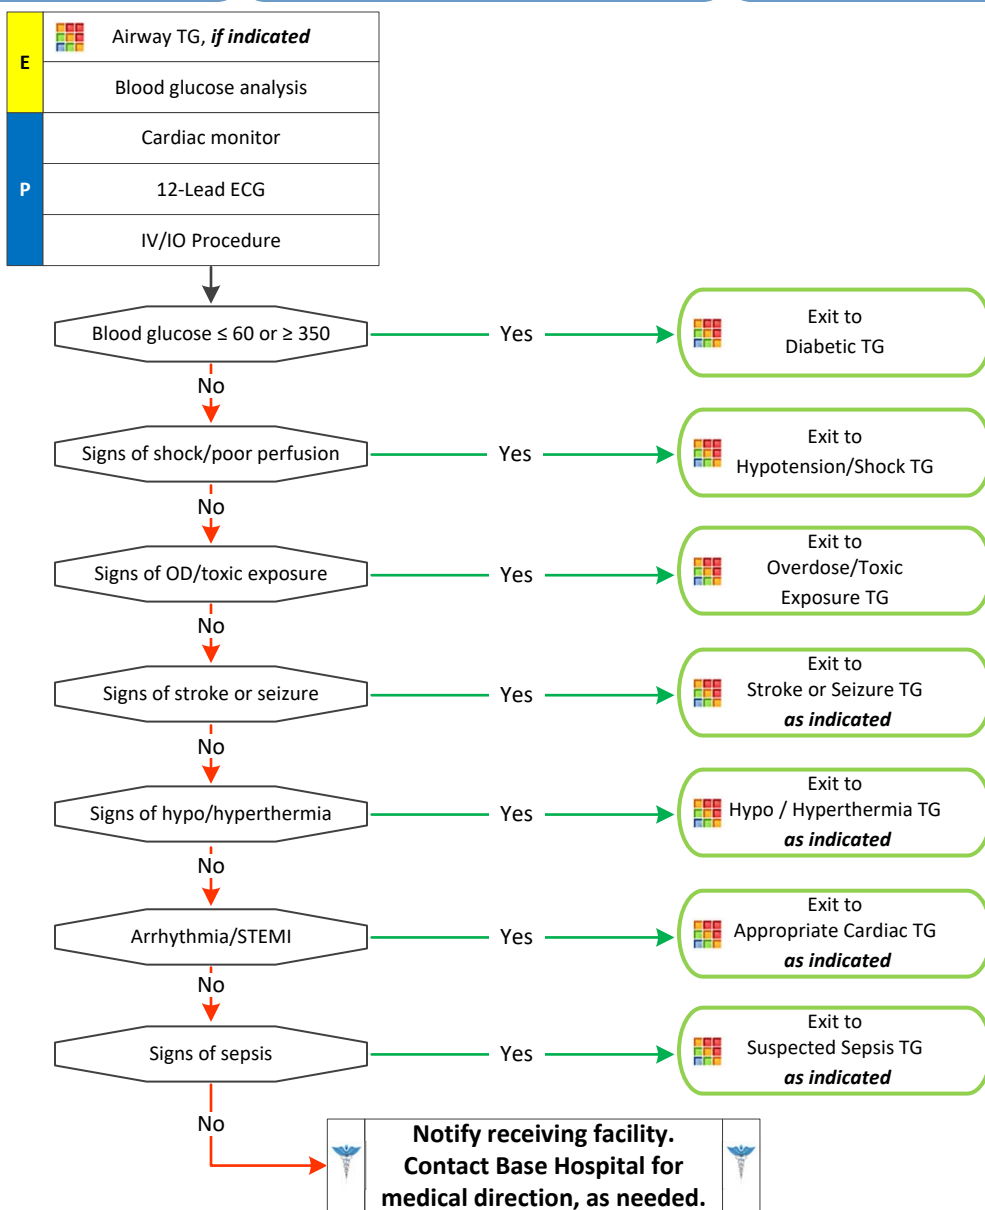 E
Airway TG, if indicated
Blood glucose analysis
P
Cardiac monitor
12-Lead ECG
IV/IO Procedure
Blood glucose ≤ 60 or ≥ 350
Yes
Exit to
Diabetic TG
No
Signs of shock/poor perfusion
Yes
Exit to
Hypotension/Shock TG
No
Signs of OD/toxic exposure
Yes
Exit to
Overdose/Toxic
Exposure TG
No
Signs of stroke or seizure
Yes
Exit to
Stroke or Seizure TG
as indicated
No
Signs of hypo/hyperthermia
Yes
Exit to
Hypo / Hyperthermia TG
as indicated
No
Arrhythmia/STEMI
Yes
Exit to
Appropriate Cardiac TG
as indicated
No
Signs of sepsis
Yes
Exit to
Suspected Sepsis TG
as indicated
No
Notify receiving facility.
Contact Base Hospital for
medical direction, as needed.